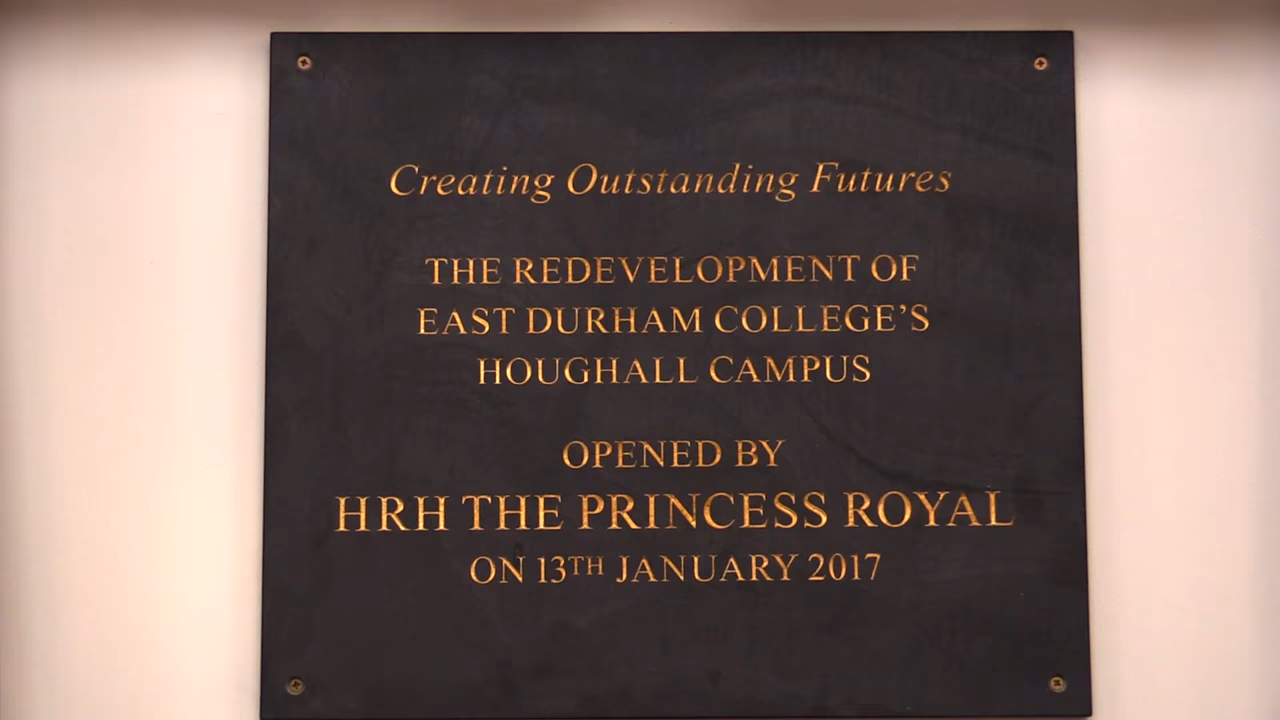 Creating Outstanding Futures
THE REDEVELOPMENT OF
EAST DURHAM COLLEGE’S
HOUGHALL CAMPUS
OPENED BY
HRH THE PRINCESS ROYAL
ON 13TH JANUARY 2017